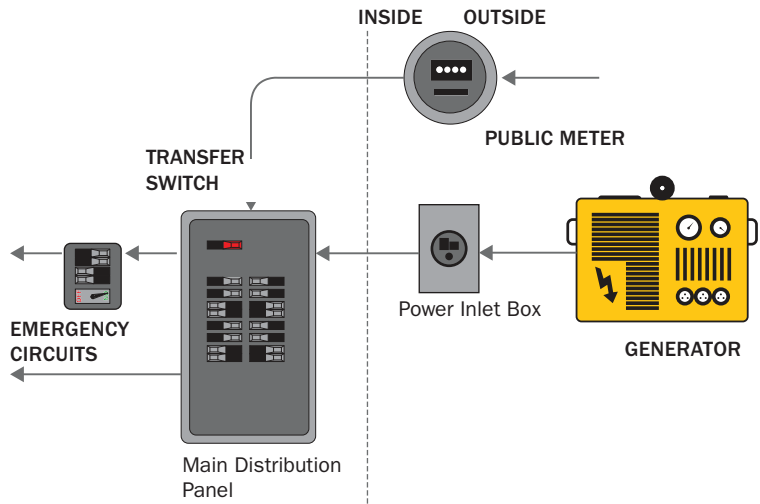 INSIDE OUTSIDE
PUBLIC METER
TRANSFER
SWITCH
Power Inlet Box
EMERGENCY
CIRCUITS
GENERATOR
Main Distribution
Panel